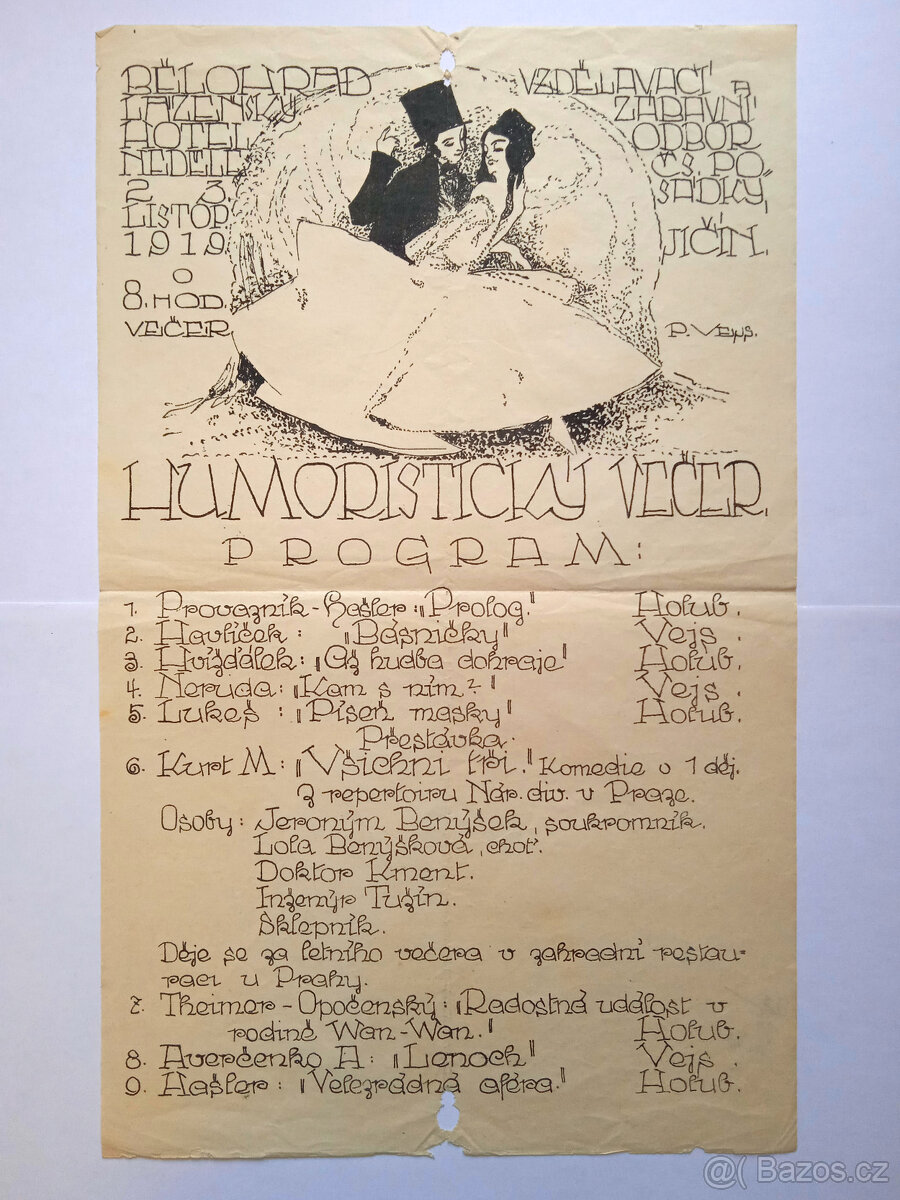 BĚLOHRAD
LÁZEŇSKÝ
HOTEL
NEDĚLE
23.
LISTOP.
1919
O
8. HOD.
VEČER
VZDĚLAVACÍ A
ZÁBAVNÍ
ODBOR
ČS. PO
SÁDKY,
JIČÍN.
P. Vejs.
HUMORISTICKÝ VEČER.
PROGRAM:
1. Provazník-Hašler: "Prolog." Holub.
2. Havlíček: "Básničky" Vejs.
3. Hvížďálek: "Až hudba dohraje" Holub.
4. Neruda: "Kam s ním?" Vejs.
5. Lukeš: "Píseň masky" Holub.
Přestávka.
6. Kurt M: "Všichni tři." Komedie o 1 děj.
Z repertoiru Nár. div. v Praze.
Osoby: Jeroným Benýšek, soukromník.
Lola Benýšková, choť.
Doktor Kment.
Inženýr Tužín.
Sklepník.
Děje se za letního večera v zahradní restau-
raci u Prahy.
7. Theimer-Opočenský: "Radostná událost v
rodině Wan-Wan." Holub.
8. Averčenko A: "Lenoch" Vejs.
9. Hašler: "Velezrádná aféra." Holub.
@( Bazos.cz